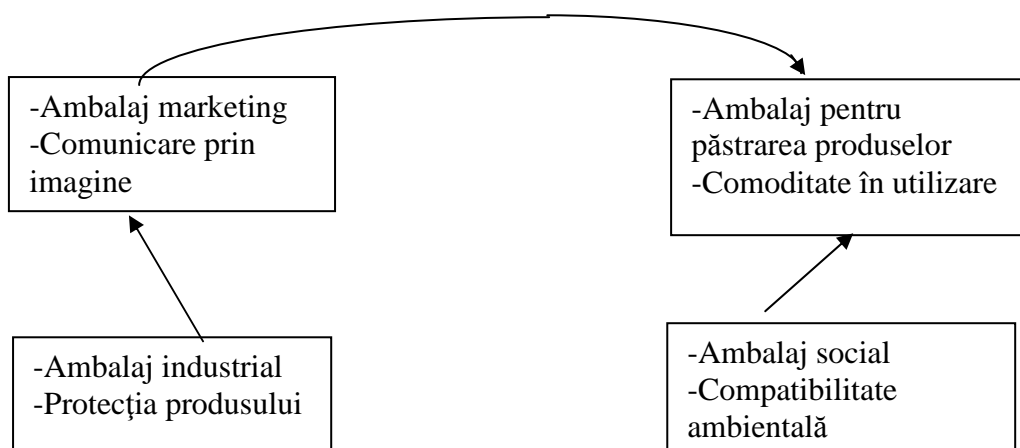 -Ambalaj marketing
-Comunicare prin
imagine
-Ambalaj pentru
păstrarea produselor
-Comoditate în utilizare
-Ambalaj industrial
-Protecţia produsului
-Ambalaj social
-Compatibilitate
ambientală